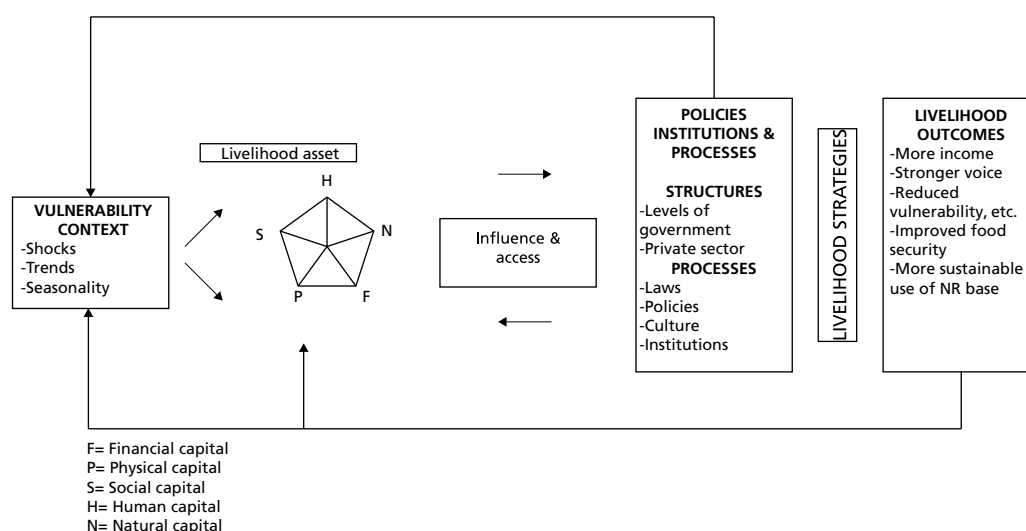 Livelihood asset
H
S
N
P
F
VULNERABILITY
CONTEXT
-Shocks
-Trends
-Seasonality
Influence &
access
POLICIES
INSTITUTIONS &
PROCESSES
STRUCTURES
-Levels of
government
-Private sector
PROCESSES
-Laws
-Policies
-Culture
-Institutions
LIVELIHOOD STRATEGIES
LIVELIHOOD
OUTCOMES
-More income
-Stronger voice
-Reduced
vulnerability, etc.
-Improved food
security
-More sustainable
use of NR base
F= Financial capital
P= Physical capital
S= Social capital
H= Human capital
N= Natural capital